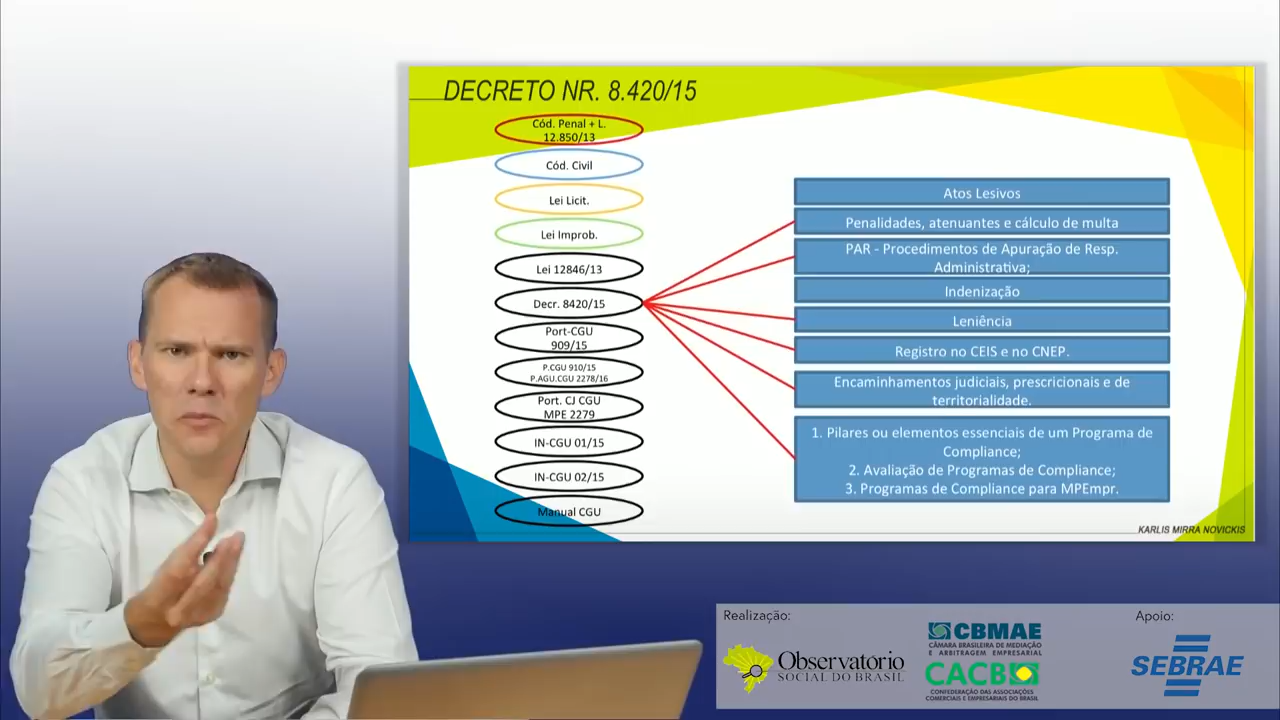 DECRETO NR. 8.420/15
Cód. Penal + L.
12.850/13
Cód. Civil
Lei Licit.
Lei Improb.
Lei 12846/13
Decr. 8420/15
Port-CGU
909/15
P.CGU 910/15
P.AGU.CGU 2278/16
Port. CJ CGU
MPE 2279
IN-CGU 01/15
IN-CGU 02/15
Manual CGU
Atos Lesivos
Penalidades, atenuantes e cálculo de multa
PAR - Procedimentos de Apuração de Resp.
Administrativa;
Indenização
Leniência
Registro no CEIS e no CNEP.
Encaminhamentos judiciais, prescricionais e de
territorialidade.
1. Pilares ou elementos essenciais de um Programa de
Compliance;
2. Avaliação de Programas de Compliance;
3. Programas de Compliance para MPEmpr.
KARLIS MIRRA NOVICKIS
Realização:
Observatório
SOCIAL DO BRASIL
CBMAE
CÂMARA BRASILEIRA DE MEDIAÇÃO
E ARBITRAGEM EMPRESARIAL
CACB
CONFEDERAÇÃO DAS ASSOCIAÇÕES
COMERCIAIS E EMPRESARIAIS DO BRASIL
Apoio:
SEBRAE